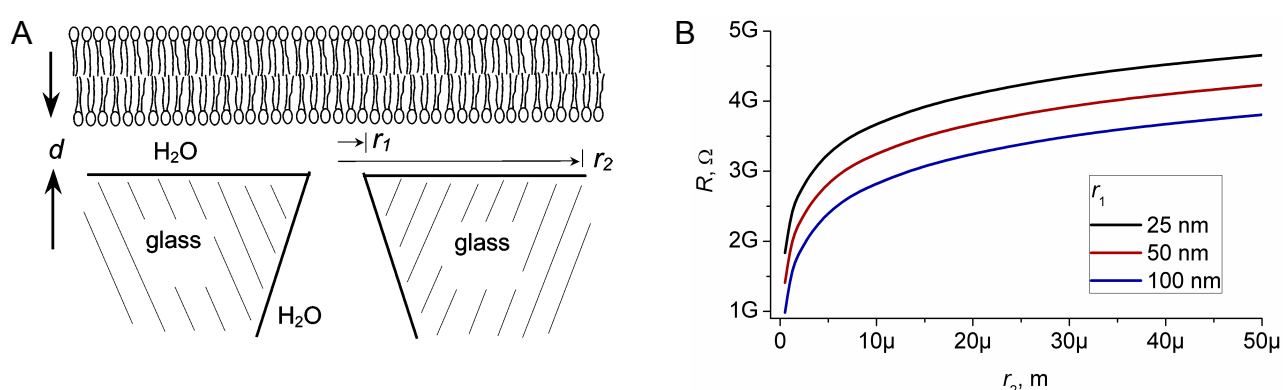 A
d
H₂O
r₁
r₂
glass
glass
H₂O
B
5G
4G
3G
2G
1G
R, Ω
0
10µ
20µ
30µ
40µ
50µ
r₂, m
r₁
25 nm
50 nm
100 nm